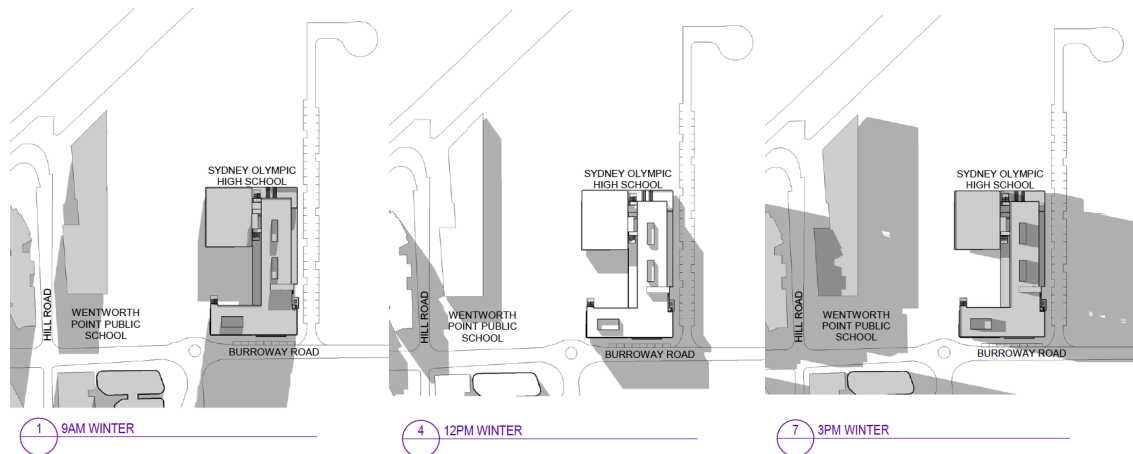 SYDNEY OLYMPIC
HIGH SCHOOL
HILL ROAD
WENTWORTH
POINT PUBLIC
SCHOOL
BURROWAY ROAD
1 9AM WINTER
SYDNEY OLYMPIC
HIGH SCHOOL
HILL ROAD
WENTWORTH
POINT PUBLIC
SCHOOL
BURROWAY ROAD
4 12PM WINTER
SYDNEY OLYMPIC
HIGH SCHOOL
HILL ROAD
WENTWORTH
POINT PUBLIC
SCHOOL
BURROWAY ROAD
7 3PM WINTER